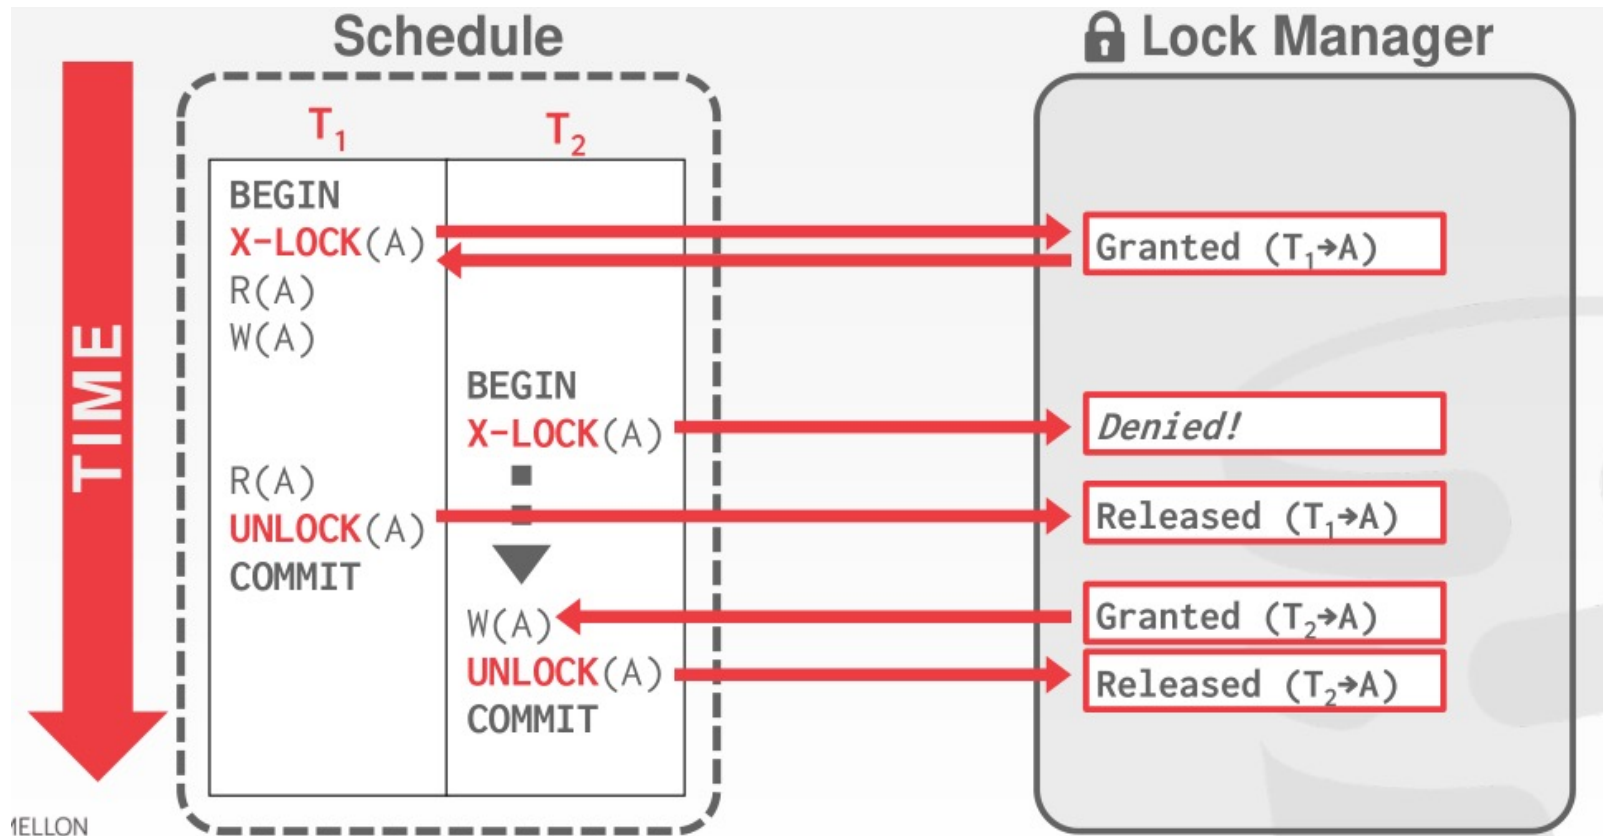 Schedule
Lock Manager
TIME
T1
T2
BEGIN
X-LOCK(A)
R(A)
W(A)
BEGIN
X-LOCK(A)
R(A)
UNLOCK(A)
COMMIT
W(A)
UNLOCK(A)
COMMIT
Granted (T1→A)
Denied!
Released (T1→A)
Granted (T2→A)
Released (T2→A)
MELLON